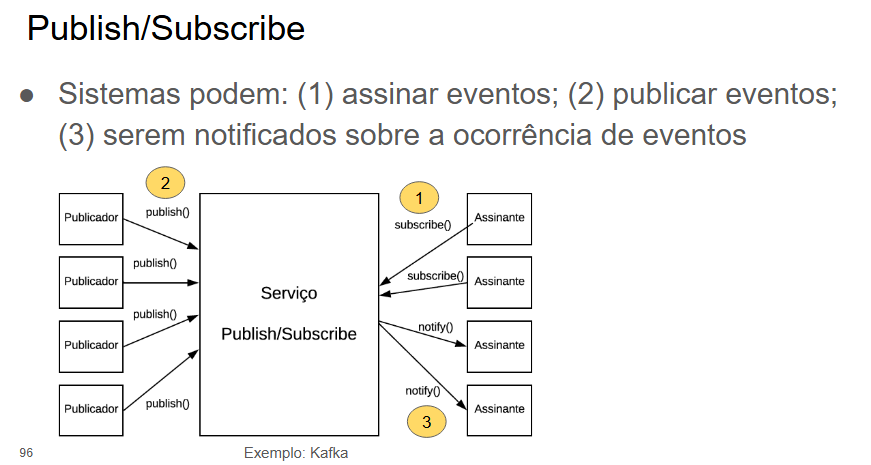 Publish/Subscribe
● Sistemas podem: (1) assinar eventos; (2) publicar eventos;
(3) serem notificados sobre a ocorrência de eventos
2
1
Publicador
publish()
subscribe()
Assinante
publish()
Publicador
subscribe()
Assinante
Serviço
Publish/Subscribe
publish()
Publicador
notify()
Assinante
Publicador
publish()
notify()
Assinante
3
96
Exemplo: Kafka